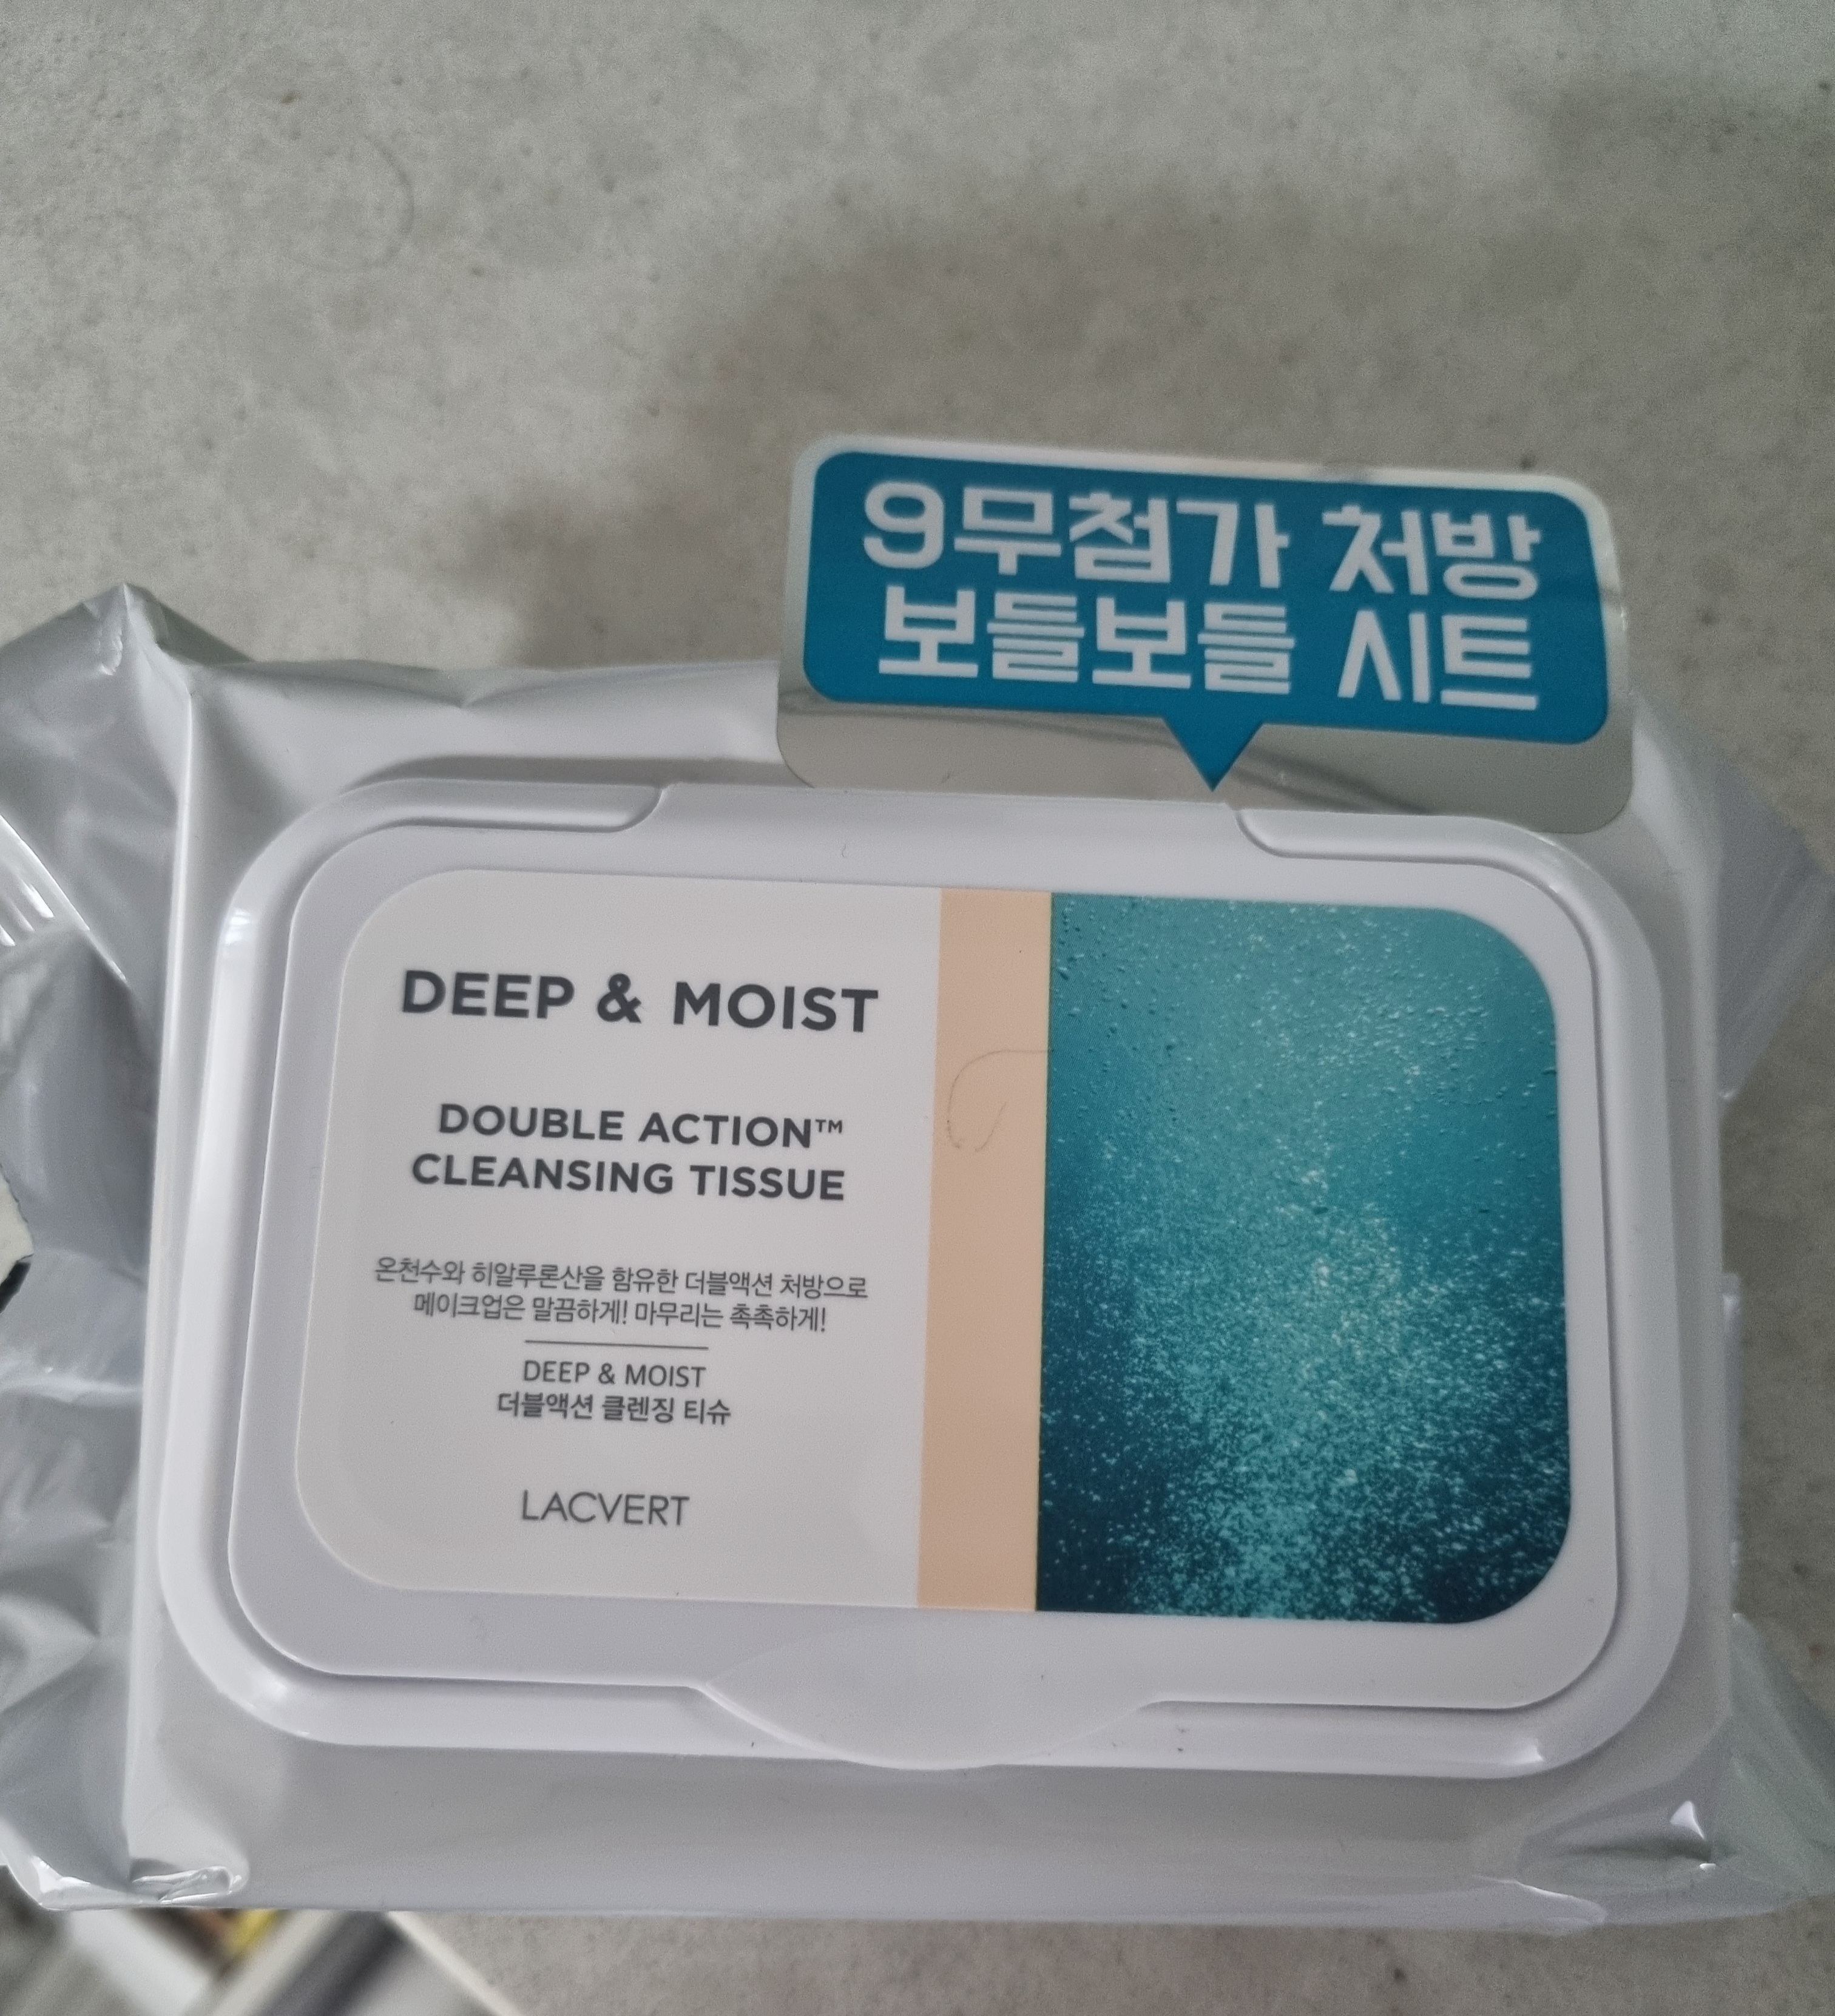 9무첨가 처방
보들보들 시트
DEEP & MOIST
DOUBLE ACTION™
CLEANSING TISSUE
온천수와 히알루론산을 함유한 더블액션 처방으로
메이크업은 말끔하게! 마무리는 촉촉하게!
DEEP & MOIST
더블액션 클렌징 티슈
LACVERT